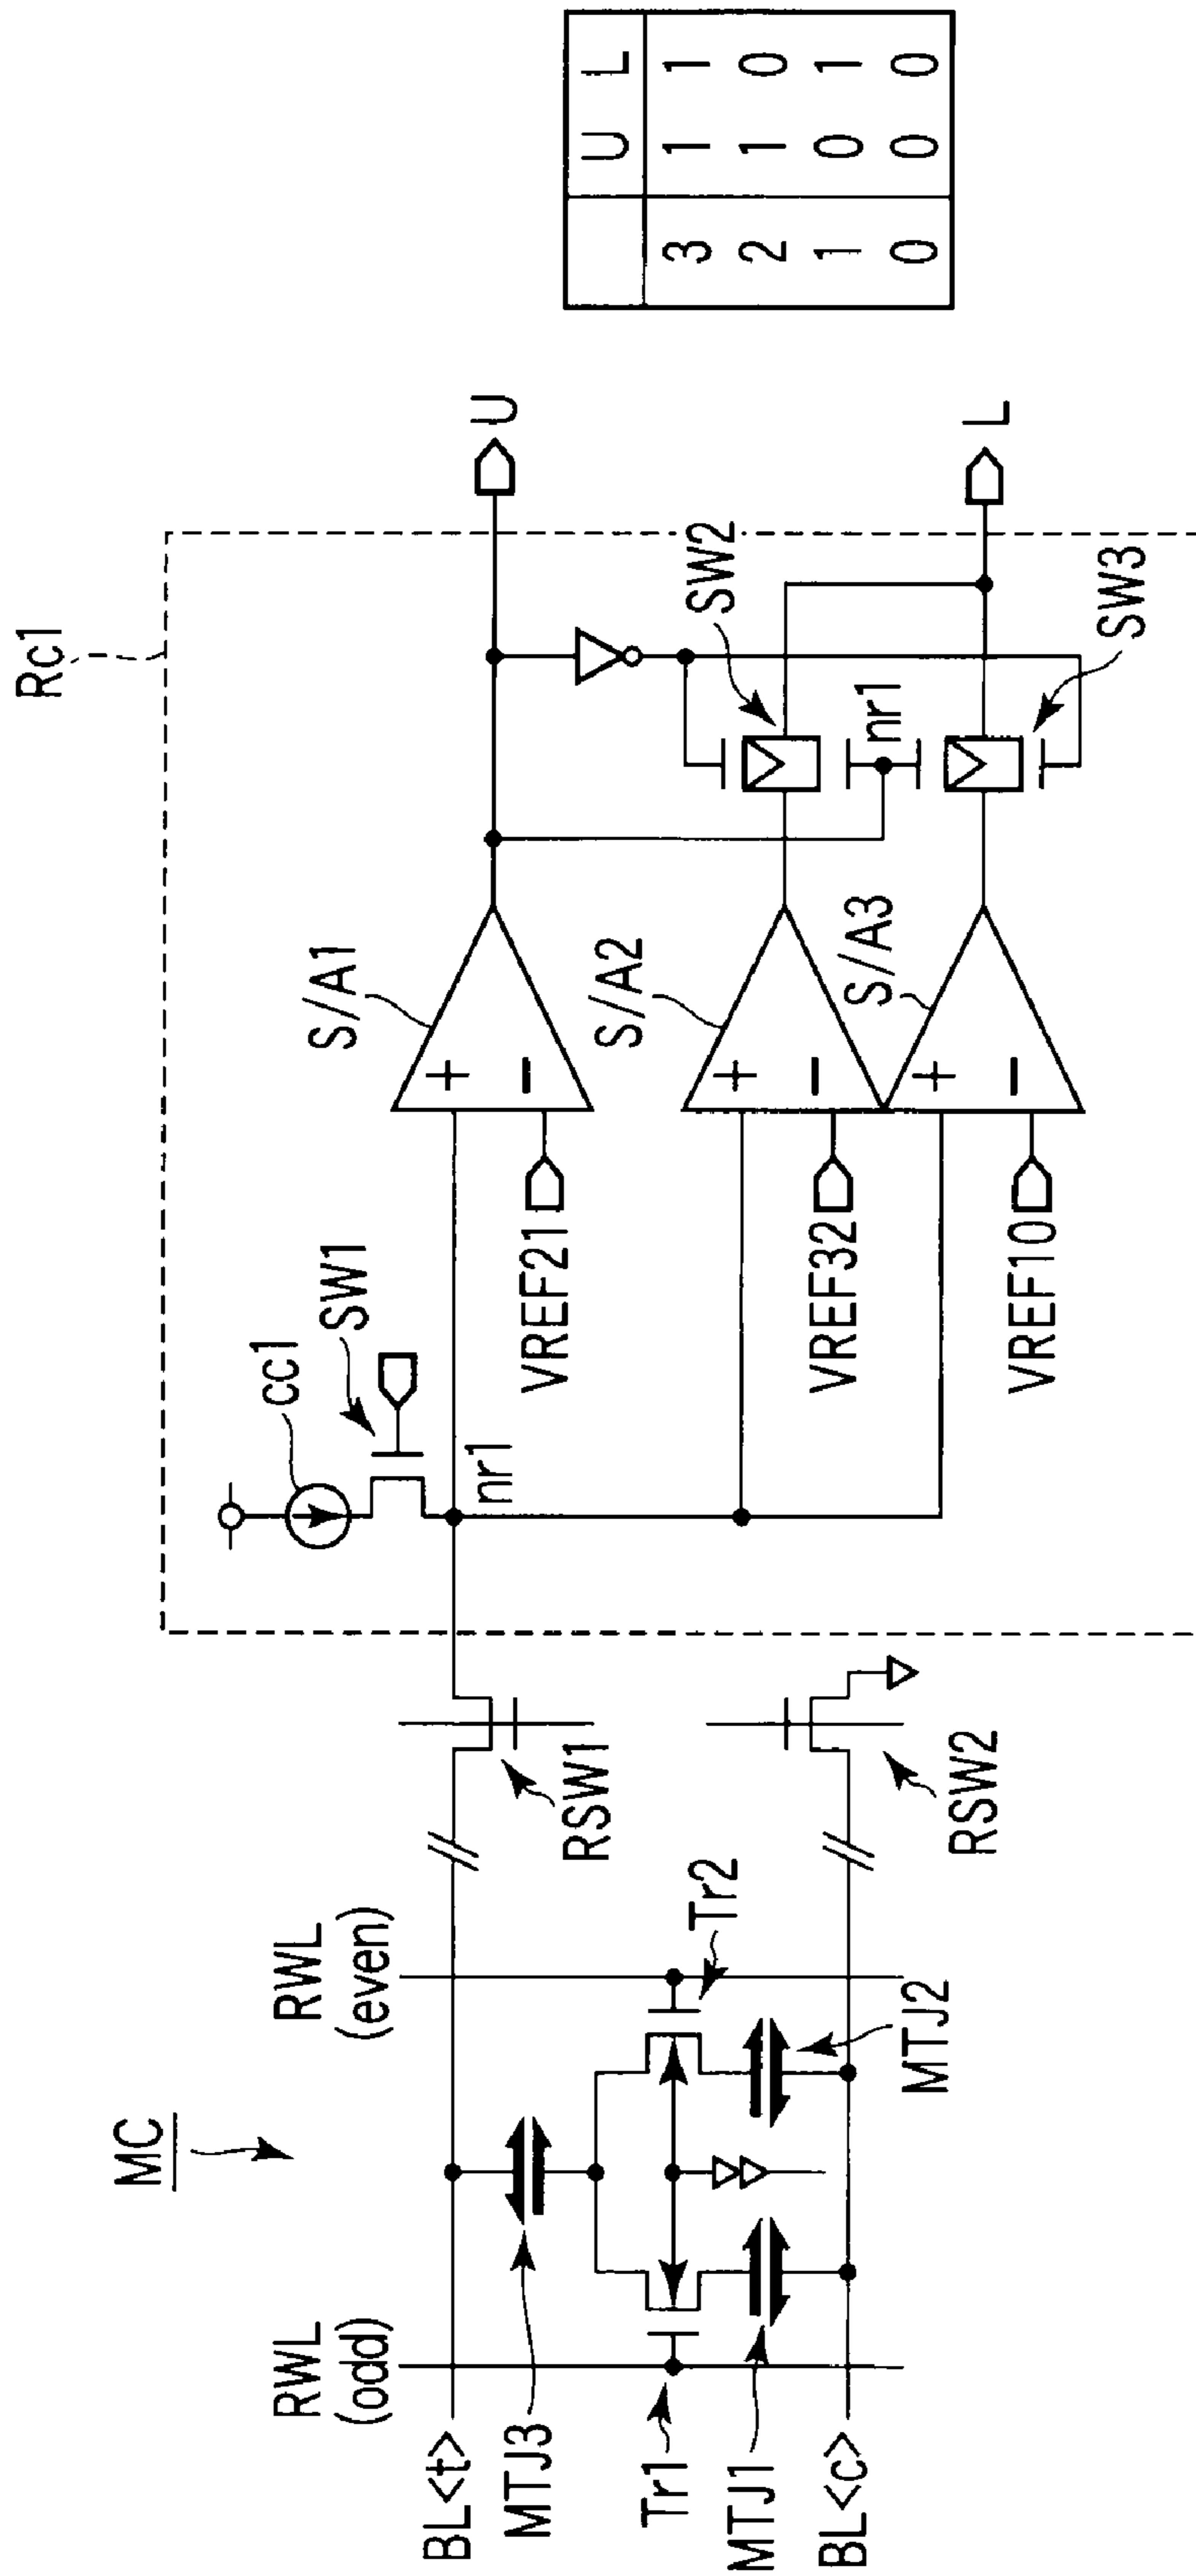 MC
RWL
(odd)
RWL
(even)
BL<t>
MTJ3
Tr1
MTJ1
BL<c>
Tr2
MTJ2
RSW1
RSW2
Rc1
cc1
SW1
nr1
VREF21
VREF32
VREF10
S/A1
+
−
S/A2
+
−
S/A3
+
−
SW2
nr1
SW3
U
L
U L
3 1 1
2 1 0
1 0 1
0 0 0